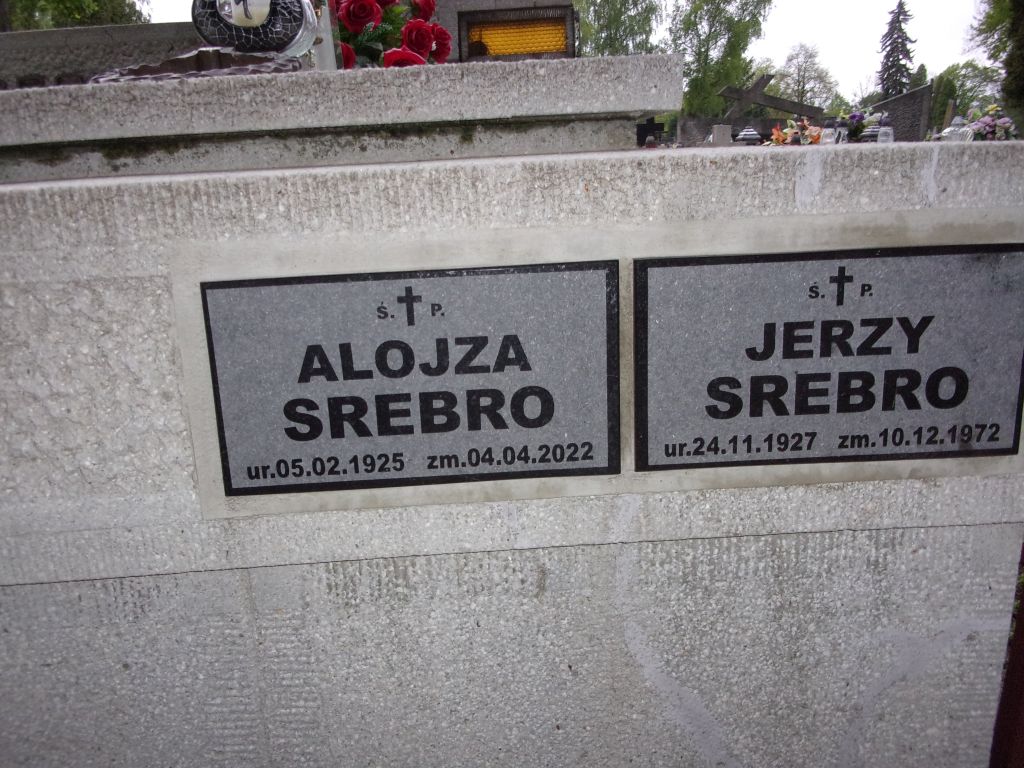 Ś. P.
ALOJZA
SREBRO
ur.05.02.1925 zm.04.04.2022
Ś. P.
JERZY
SREBRO
ur.24.11.1927 zm.10.12.1972